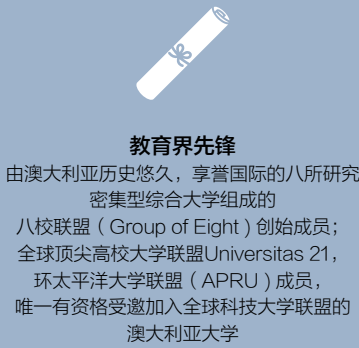 教育界先锋
由澳大利亚历史悠久，享誉国际的八所研究
密集型综合大学组成的
八校联盟（Group of Eight）创始成员；
全球顶尖高校大学联盟Universitas 21，
环太平洋大学联盟（APRU）成员，
唯一有资格受邀加入全球科技大学联盟的
澳大利亚大学